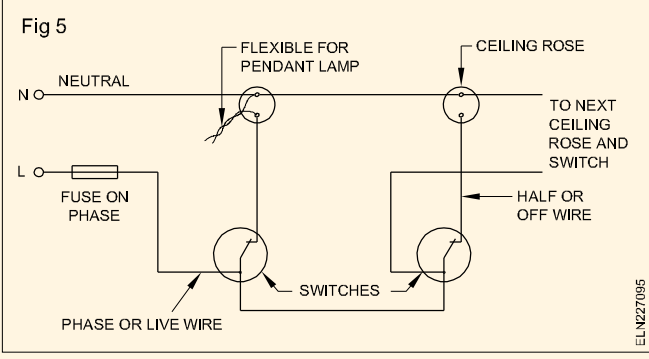 Fig 5
FLEXIBLE FOR
PENDANT LAMP
CEILING ROSE
NEUTRAL
N
TO NEXT
CEILING
ROSE AND
SWITCH
L
FUSE ON
PHASE
HALF OR
OFF WIRE
SWITCHES
PHASE OR LIVE WIRE
ELN227095